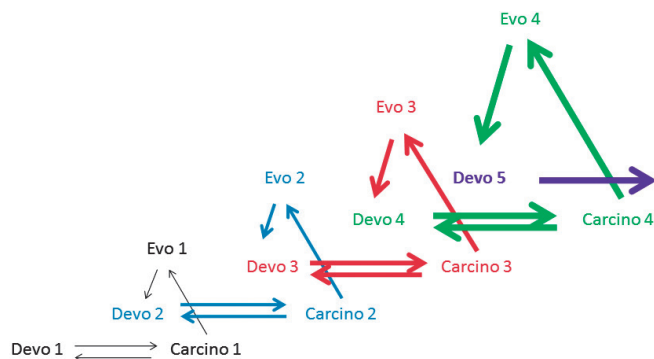 Evo 4
Evo 3
Devo 5
Evo 2
Devo 4
Carcino 4
Evo 1
Devo 3
Carcino 3
Devo 2
Carcino 2
Devo 1
Carcino 1